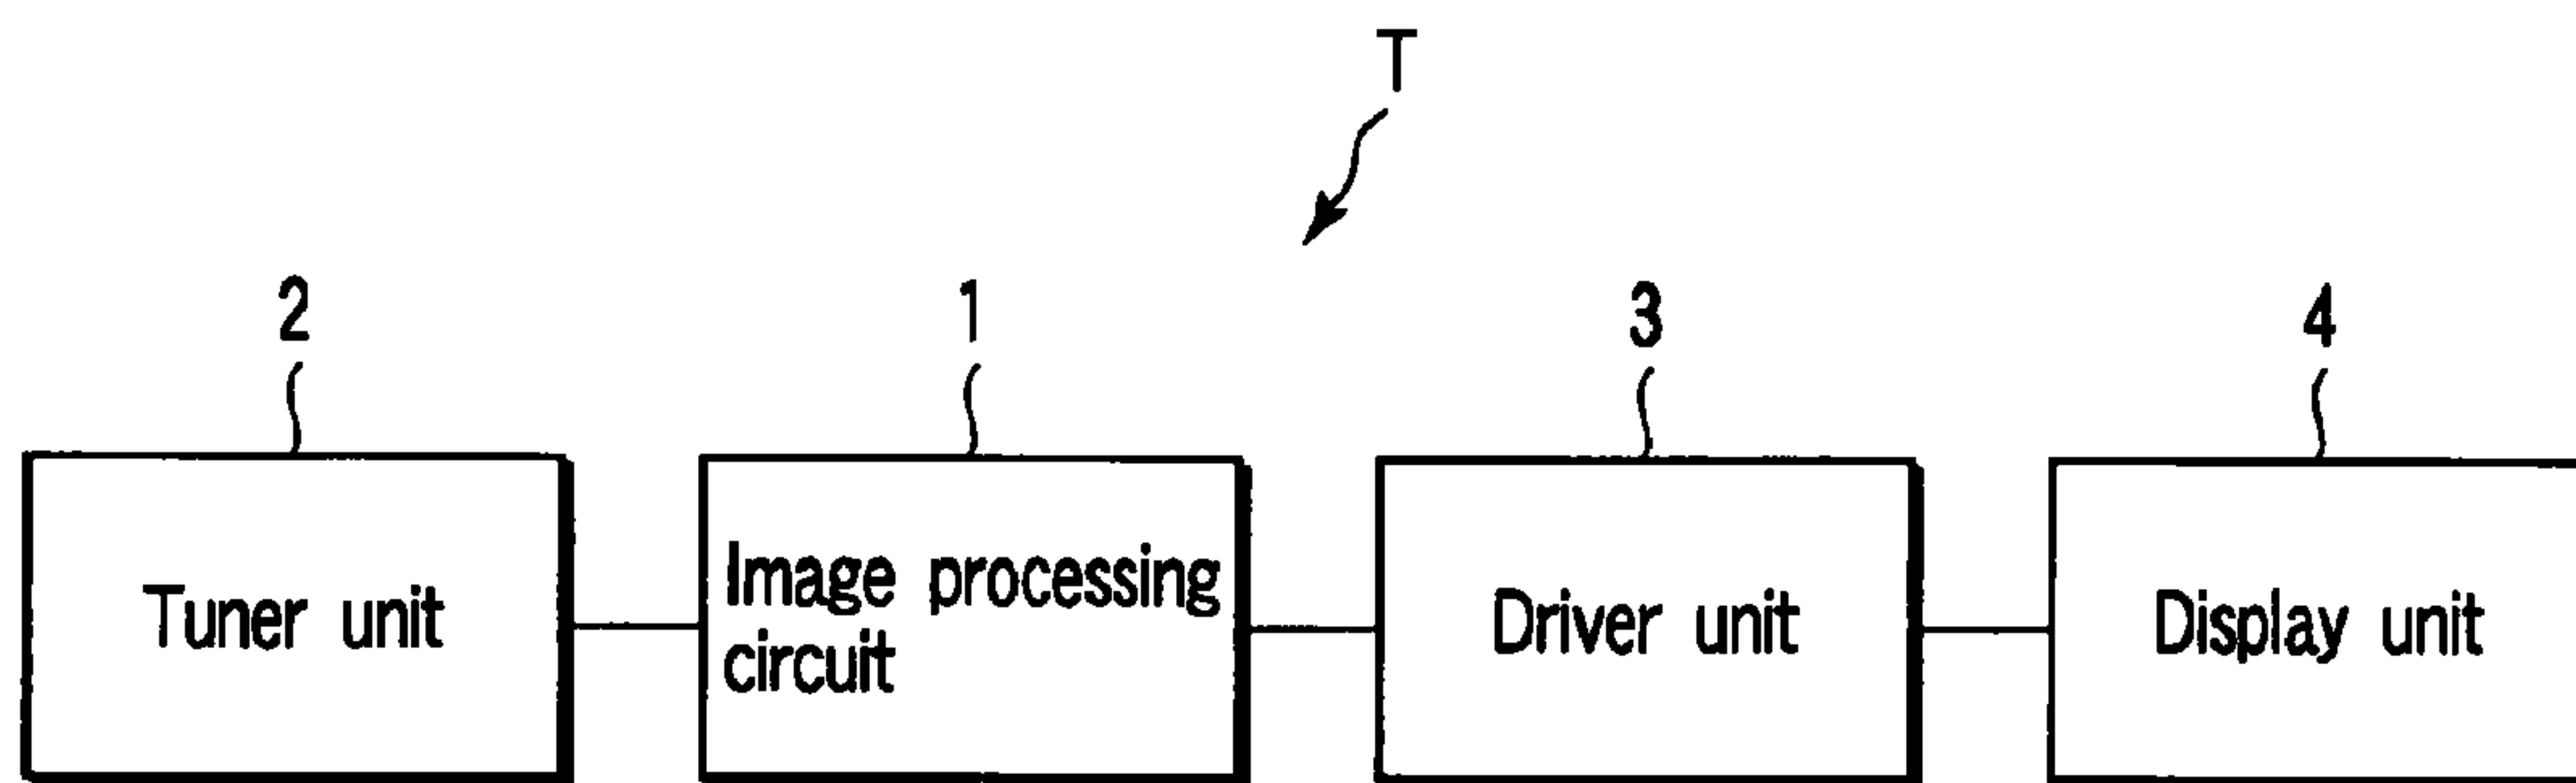 T
2
1
3
4
Tuner unit
Image processing
circuit
Driver unit
Display unit